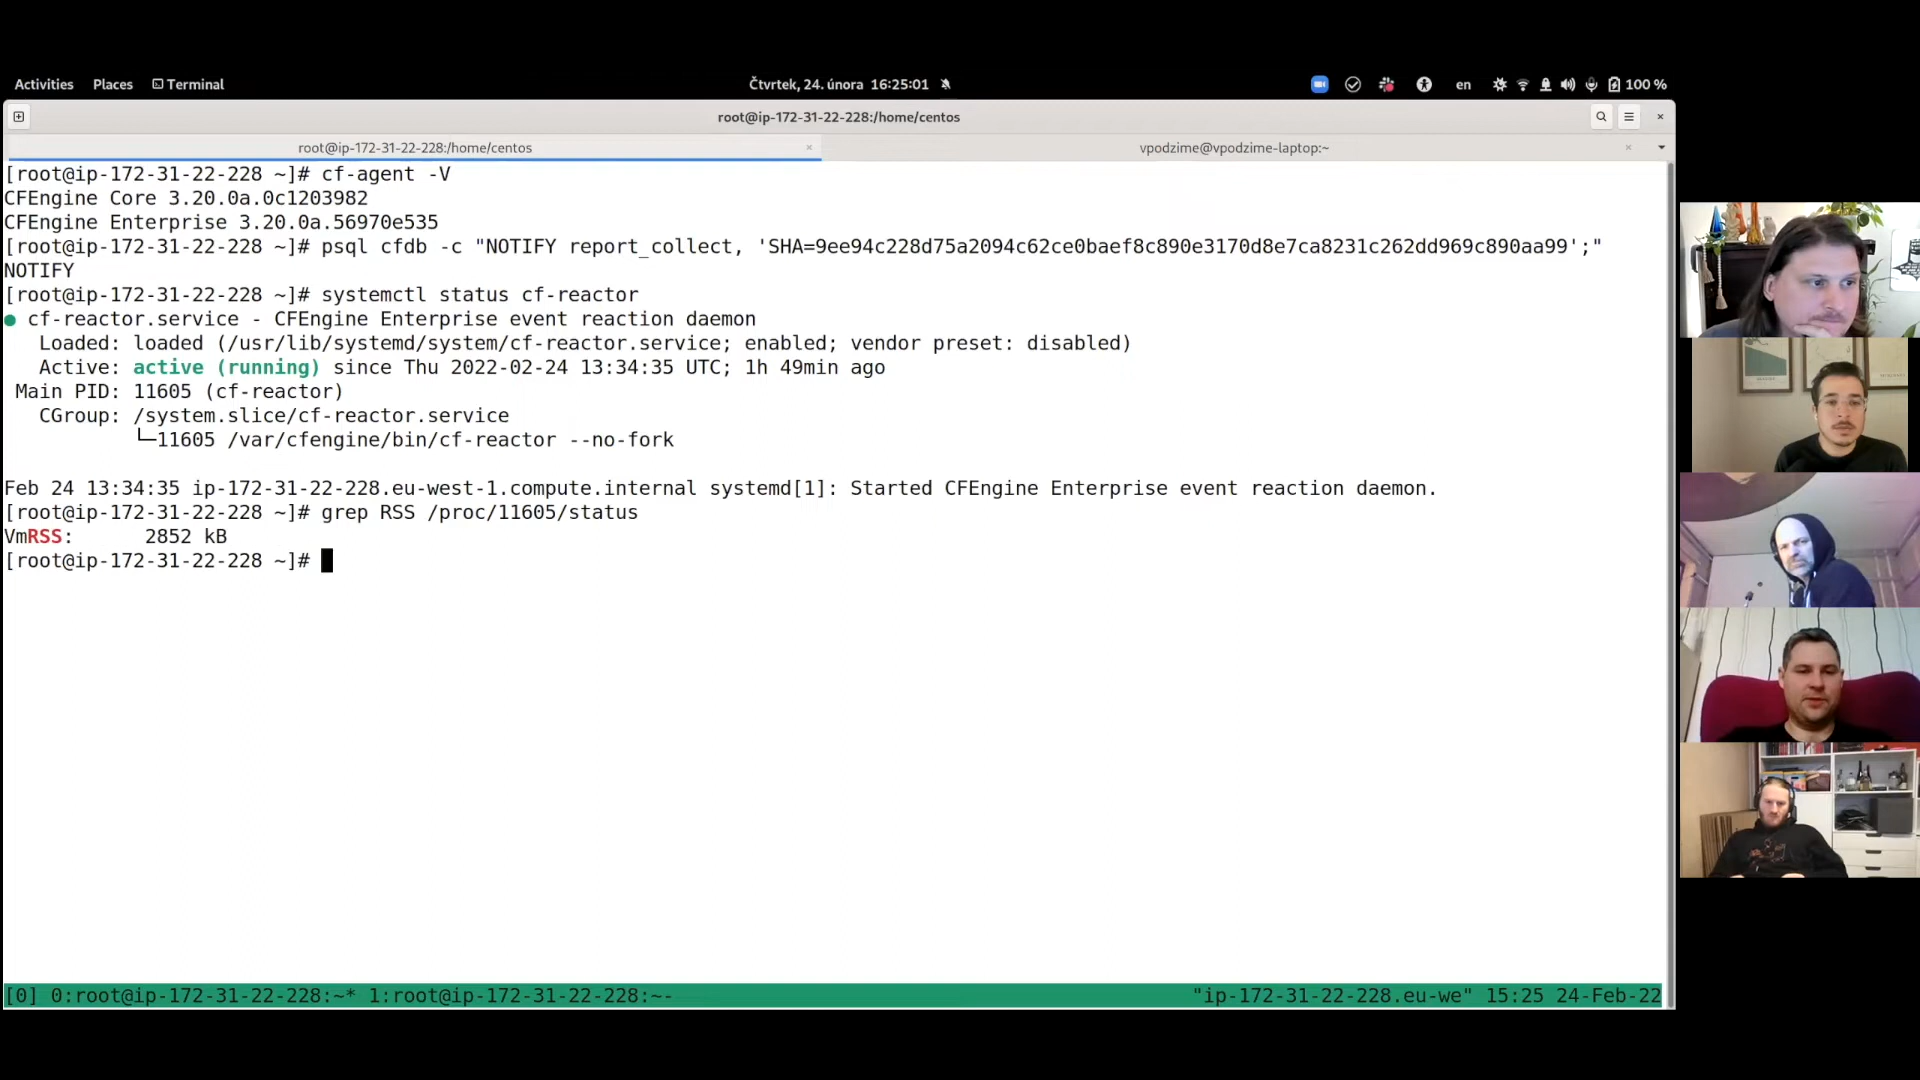 Activities Places Terminal Čtvrtek, 24. února 16:25:01 en 100 %
root@ip-172-31-22-228:/home/centos
root@ip-172-31-22-228:/home/centos vpodzime@vpodzime-laptop:~
[root@ip-172-31-22-228 ~]# cf-agent -V
CFEngine Core 3.20.0a.0c1203982
CFEngine Enterprise 3.20.0a.56970e535
[root@ip-172-31-22-228 ~]# psql cfdb -c "NOTIFY report_collect, 'SHA=9ee94c228d75a2094c62ce0baef8c890e3170d8e7ca8231c262dd969c890aa99';"
NOTIFY
[root@ip-172-31-22-228 ~]# systemctl status cf-reactor
● cf-reactor.service - CFEngine Enterprise event reaction daemon
Loaded: loaded (/usr/lib/systemd/system/cf-reactor.service; enabled; vendor preset: disabled)
Active: active (running) since Thu 2022-02-24 13:34:35 UTC; 1h 49min ago
Main PID: 11605 (cf-reactor)
CGroup: /system.slice/cf-reactor.service
└─11605 /var/cfengine/bin/cf-reactor --no-fork
Feb 24 13:34:35 ip-172-31-22-228.eu-west-1.compute.internal systemd[1]: Started CFEngine Enterprise event reaction daemon.
[root@ip-172-31-22-228 ~]# grep RSS /proc/11605/status
VmRSS: 2852 kB
[root@ip-172-31-22-228 ~]#
[0] 0:root@ip-172-31-22-228:~* 1:root@ip-172-31-22-228:~- "ip-172-31-22-228.eu-we" 15:25 24-Feb-22